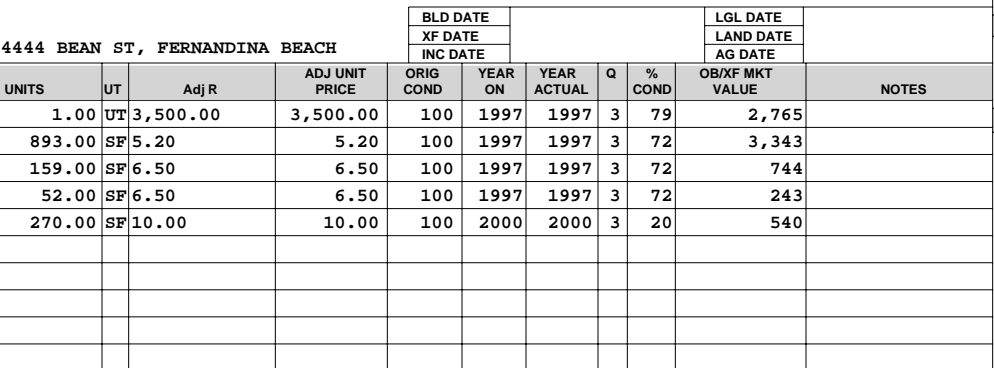 BLD DATE LGL DATE
XF DATE LAND DATE
4444 BEAN ST, FERNANDINA BEACH
INC DATE AG DATE
UNITS UT Adj R ADJ UNIT PRICE ORIG COND YEAR ON YEAR ACTUAL Q % COND OB/XF MKT VALUE NOTES
1.00 UT 3,500.00 3,500.00 100 1997 1997 3 79 2,765
893.00 SF 5.20 5.20 100 1997 1997 3 72 3,343
159.00 SF 6.50 6.50 100 1997 1997 3 72 744
52.00 SF 6.50 6.50 100 1997 1997 3 72 243
270.00 SF 10.00 10.00 100 2000 2000 3 20 540